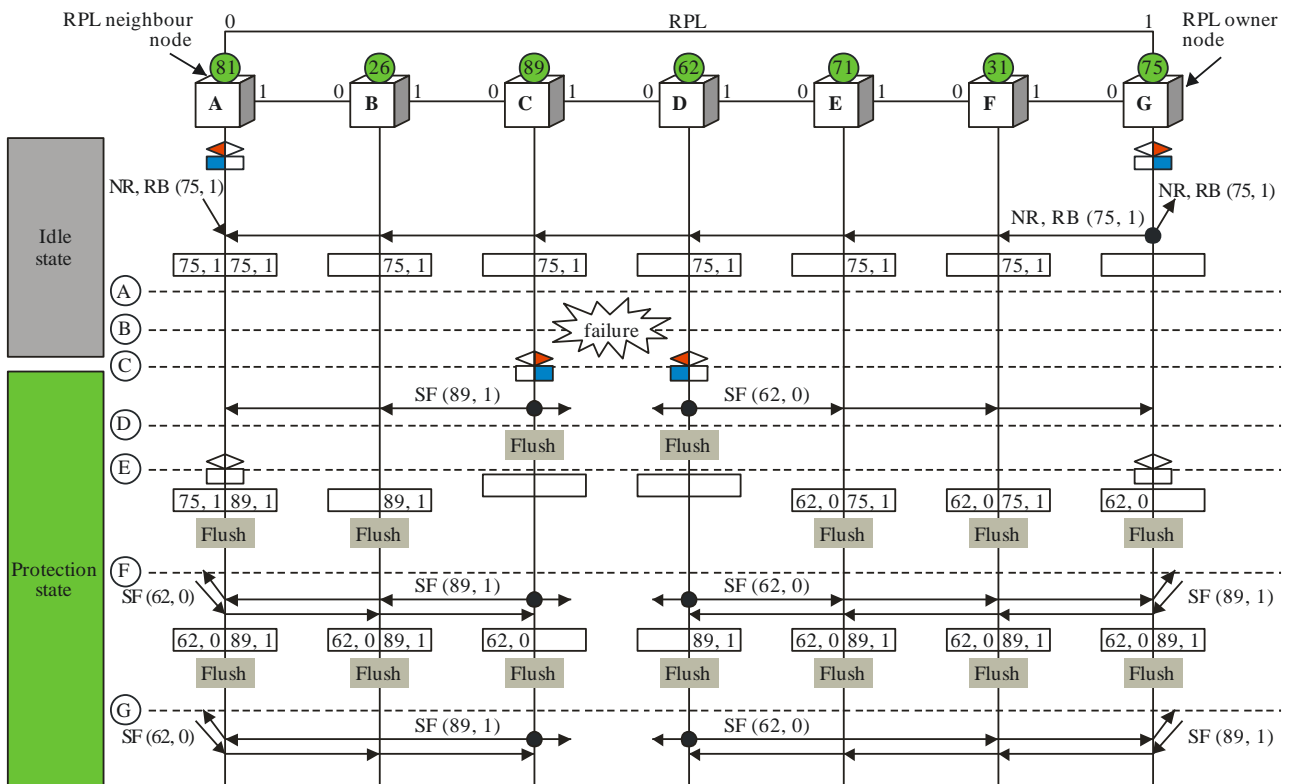 RPL neighbour
node
0
RPL
1
RPL owner
node
81
26
89
62
71
31
75
A 1 0 B 1 0 C 1 0 D 1 0 E 1 0 F 1 0 G
NR, RB (75, 1)
NR, RB (75, 1)
NR, RB (75, 1)
Idle
state
75, 1 75, 1
75, 1
75, 1
75, 1
75, 1
75, 1
A
B
failure
C
SF (89, 1)
SF (62, 0)
D
Flush
Flush
E
75, 1 89, 1
89, 1
62, 0 75, 1
62, 0 75, 1
62, 0
Flush
Flush
Flush
Flush
Flush
Protection
state
F
SF (62, 0)
SF (89, 1)
SF (62, 0)
SF (89, 1)
62, 0 89, 1
62, 0 89, 1
62, 0
89, 1
62, 0 89, 1
62, 0 89, 1
62, 0 89, 1
Flush
Flush
Flush
Flush
Flush
Flush
Flush
G
SF (62, 0)
SF (89, 1)
SF (62, 0)
SF (89, 1)